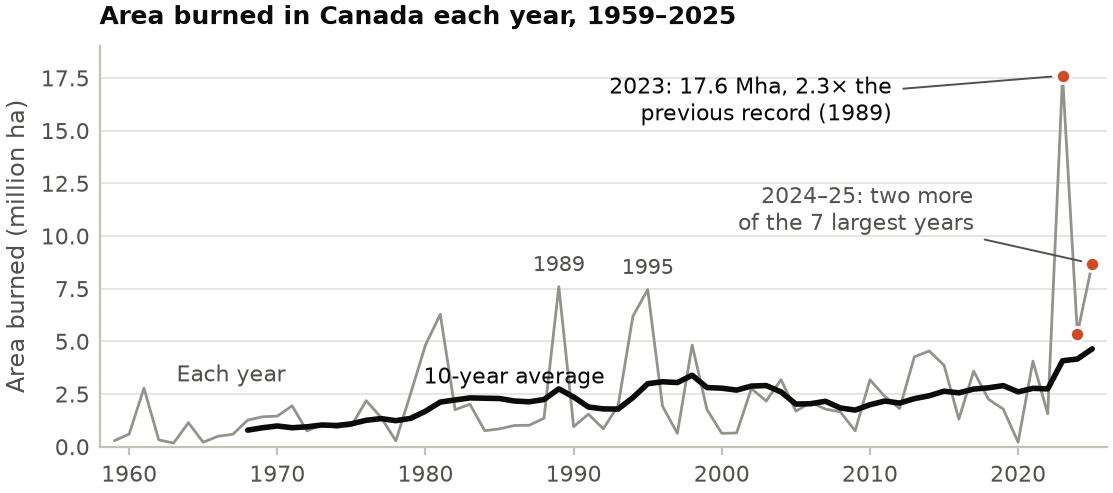 Area burned in Canada each year, 1959–2025
Area burned (million ha)
17.5
15.0
12.5
10.0
7.5
5.0
2.5
0.0
2023: 17.6 Mha, 2.3× the
previous record (1989)
2024–25: two more
of the 7 largest years
1989
1995
Each year
10-year average
1960
1970
1980
1990
2000
2010
2020